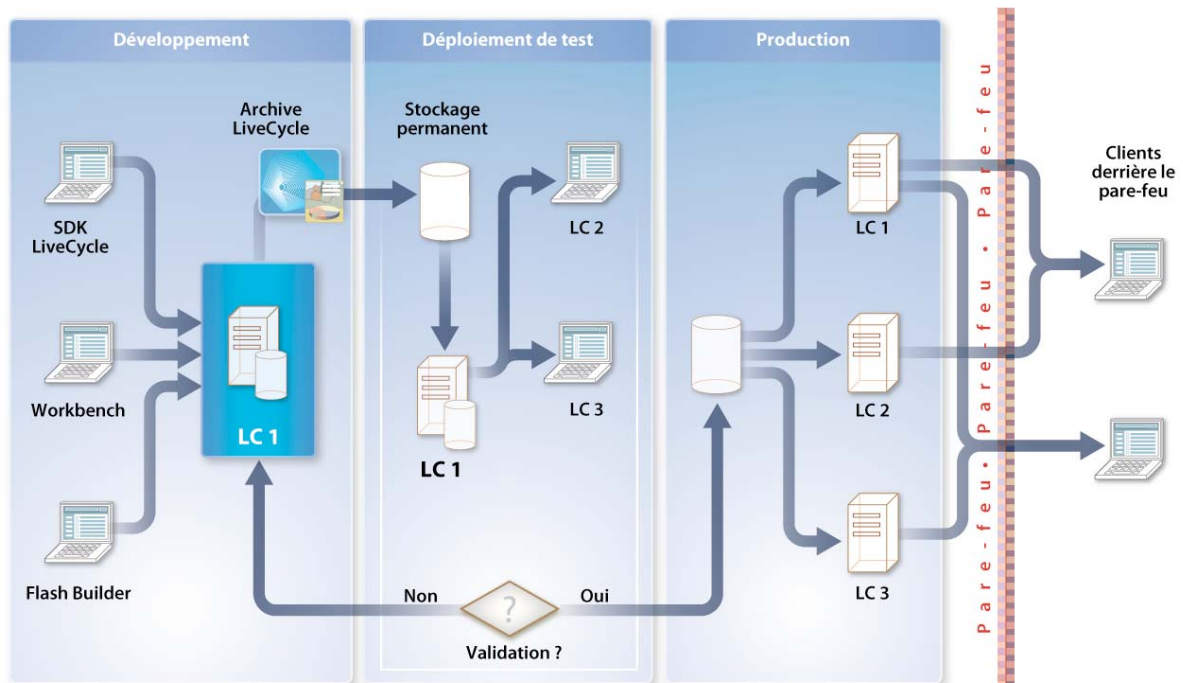 Développement
Archive
LiveCycle
SDK
LiveCycle
Workbench
Flash Builder
LC 1
Déploiement de test
Stockage
permanent
LC 2
LC 3
LC 1
Non
?
Oui
Validation ?
Production
LC 1
LC 2
LC 3
Pare-feu • Pare-feu • Pare-feu • Pare-feu
Clients
derrière le
pare-feu